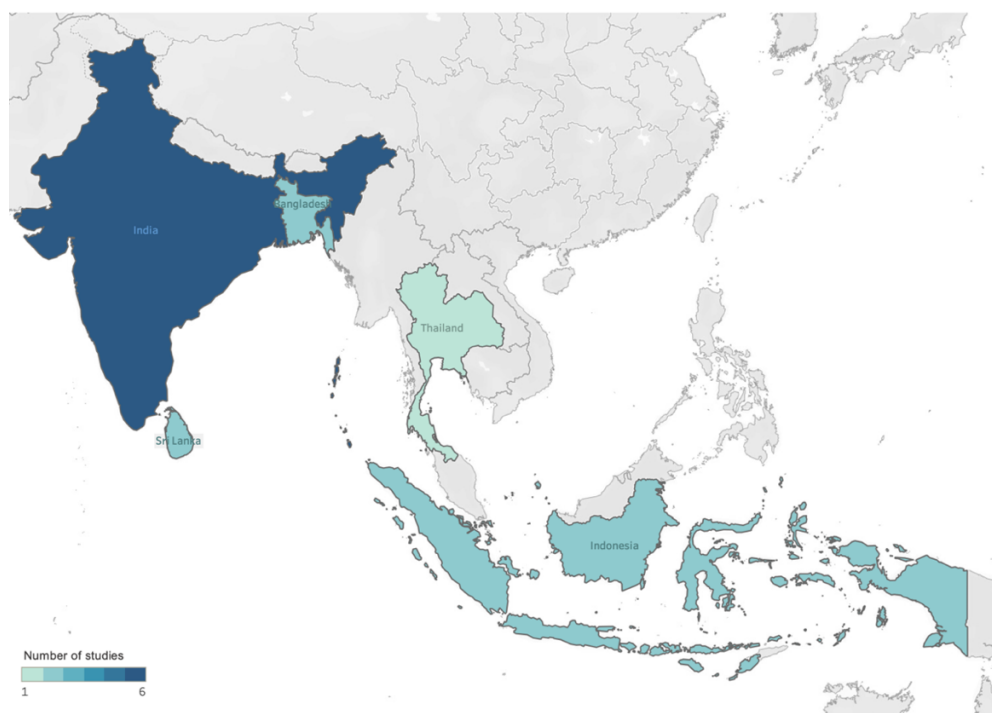 India
Bangladesh
Thailand
Sri Lanka
Indonesia
Number of studies
1 6